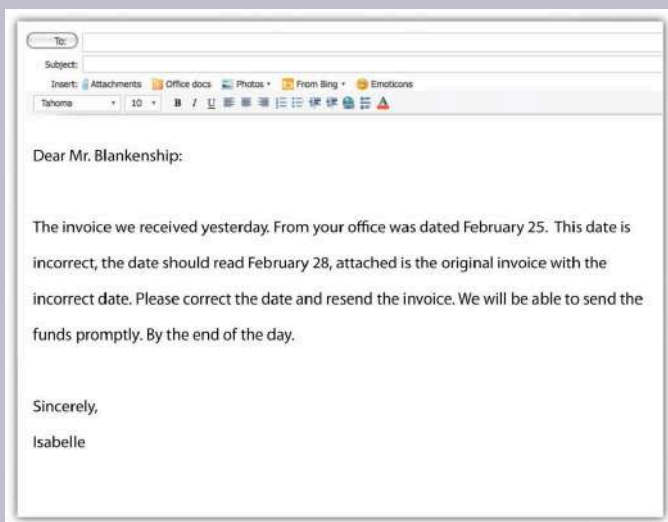 To:
Subject:
Insert: Attachments Office docs Photos From Bing Emoticons
Tahoma 10 B I U A
Dear Mr. Blankenship:
The invoice we received yesterday. From your office was dated February 25. This date is
incorrect, the date should read February 28, attached is the original invoice with the
incorrect date. Please correct the date and resend the invoice. We will be able to send the
funds promptly. By the end of the day.
Sincerely,
Isabelle